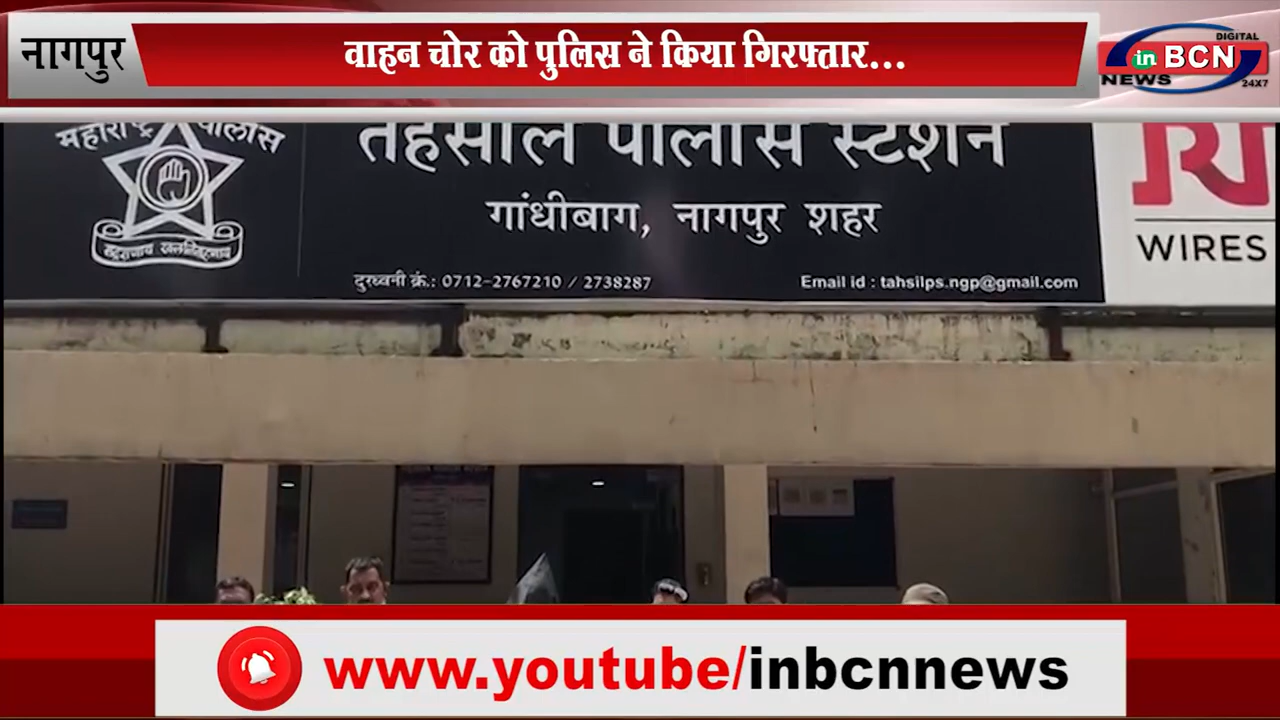 नागपुर
वाहन चोर को पुलिस ने किया गिरफ्तार...
DIGITAL
in BCN
NEWS
24X7
महाराष्ट्र पोलीस
तहसील पोलीस स्टेशन
गांधीबाग, नागपुर शहर
दुरध्वनी क्रं.: 0712-2767210 / 2738287
Email id : tahsilps.ngp@gmail.com
WIRES
www.youtube/inbcnnews